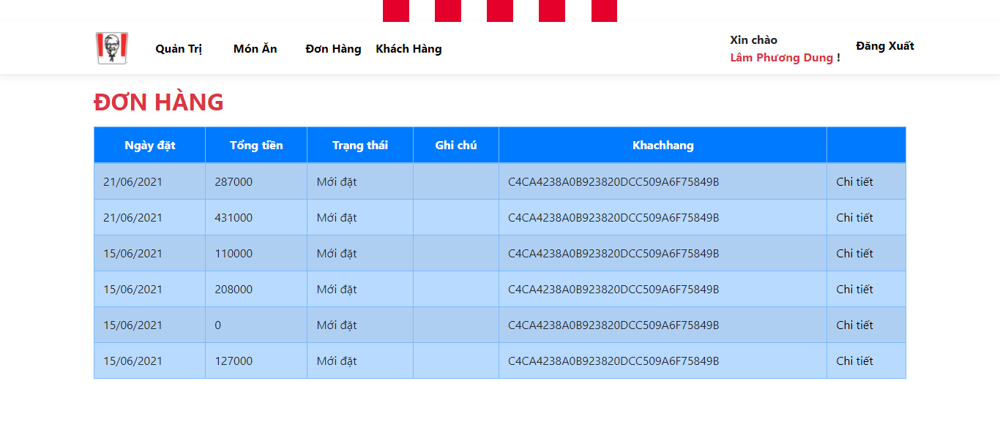 Quản Trị Món Ăn Đơn Hàng Khách Hàng Xin chào Đăng Xuất
Lâm Phương Dung !
ĐƠN HÀNG
Ngày đặt Tổng tiền Trạng thái Ghi chú Khachhang
21/06/2021 287000 Mới đặt C4CA4238A0B923820DCC509A6F75849B Chi tiết
21/06/2021 431000 Mới đặt C4CA4238A0B923820DCC509A6F75849B Chi tiết
15/06/2021 110000 Mới đặt C4CA4238A0B923820DCC509A6F75849B Chi tiết
15/06/2021 208000 Mới đặt C4CA4238A0B923820DCC509A6F75849B Chi tiết
15/06/2021 0 Mới đặt C4CA4238A0B923820DCC509A6F75849B Chi tiết
15/06/2021 127000 Mới đặt C4CA4238A0B923820DCC509A6F75849B Chi tiết